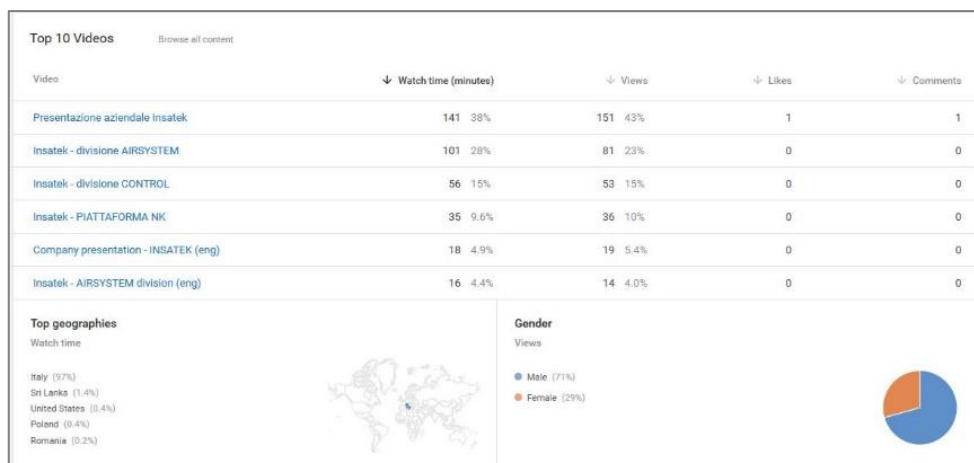 Top 10 Videos Browse all content
Video ↓ Watch time (minutes) ↓ Views ↓ Likes ↓ Comments
Presentazione aziendale Insatek 141 38% 151 43% 1 1
Insatek - divisione AIRSYSTEM 101 28% 81 23% 0 0
Insatek - divisione CONTROL 56 15% 53 15% 0 0
Insatek - PIATTAFORMA NK 35 9.6% 36 10% 0 0
Company presentation - INSATEK (eng) 18 4.9% 19 5.4% 0 0
Insatek - AIRSYSTEM division (eng) 16 4.4% 14 4.0% 0 0
Top geographies
Watch time
Italy (97%)
Sri Lanka (1.4%)
United States (0.4%)
Poland (0.4%)
Romania (0.2%)
Gender
Views
Male (71%)
Female (29%)